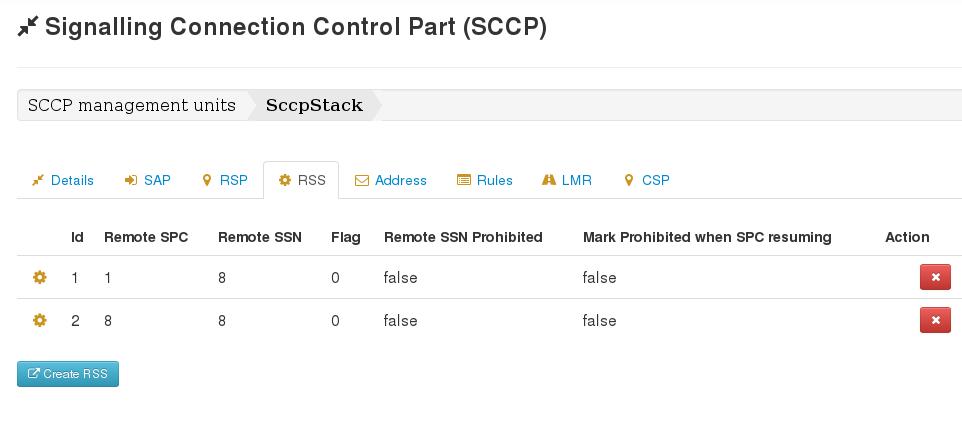 Signalling Connection Control Part (SCCP)
SCCP management units SccpStack
Details SAP RSP RSS Address Rules LMR CSP
Id Remote SPC Remote SSN Flag Remote SSN Prohibited Mark Prohibited when SPC resuming Action
1 1 8 0 false false
2 8 8 0 false false
Create RSS